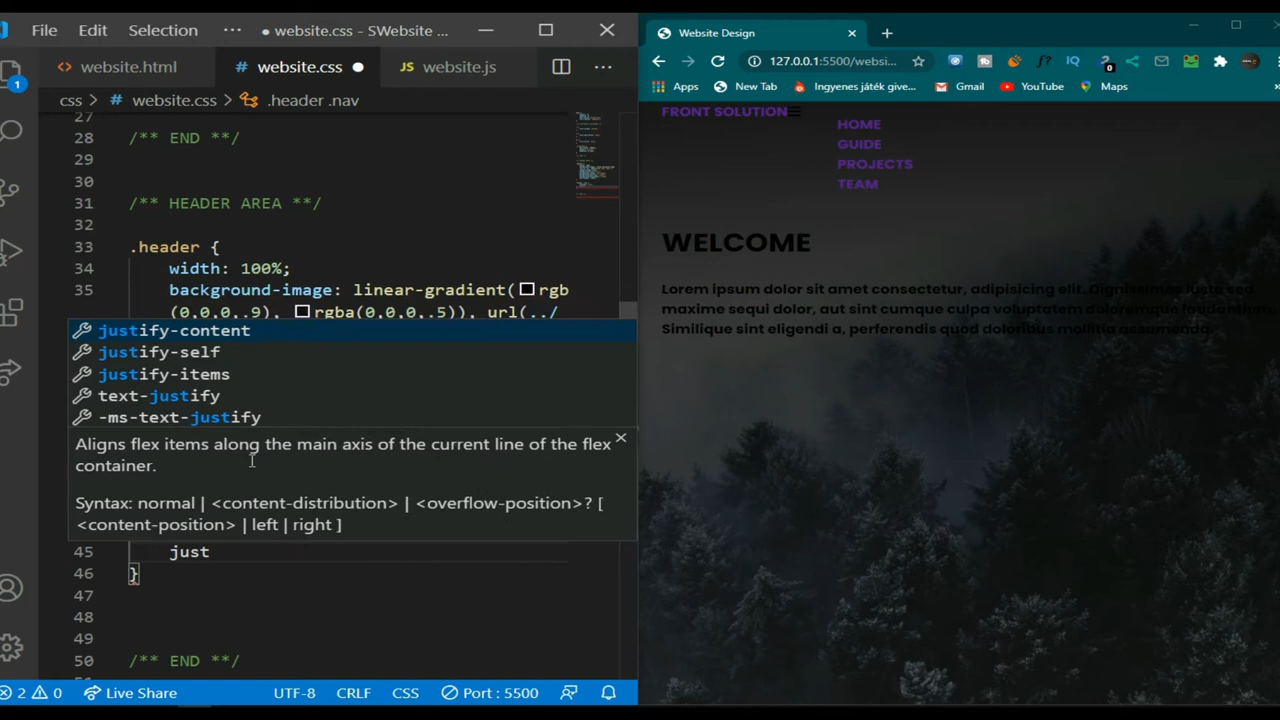 File Edit Selection ··· ● website.css - SWebsite ...
website.html # website.css ● JS website.js ···
css > # website.css > .header .nav
1
27
28 /** END **/
29
30
31 /** HEADER AREA **/
32
33 .header {
34 width: 100%;
35 background-image: linear-gradient(rgb
(0,0,0,.9), rgba(0,0,0,.5)), url(../
justify-content
justify-self
justify-items
text-justify
-ms-text-justify
Aligns flex items along the main axis of the current line of the flex
container.
Syntax: normal | <content-distribution> | <overflow-position>? [
<content-position> | left | right ]
45 just
46 }
47
48
49
50 /** END **/
2 0 Live Share UTF-8 CRLF CSS Port : 5500
Website Design
127.0.0.1:5500/websi...
Apps New Tab Ingyenes játék give... Gmail YouTube Maps
FRONT SOLUTION
HOME
GUIDE
PROJECTS
TEAM
WELCOME
Lorem ipsum dolor sit amet consectetur, adipisicing elit. Dignissimos iusta sed
maxime sequi dolor, aut sint cumque culpa voluptatem doloremque laudantium
Similique sint eligendi a, perferendis quod doloribus mollitia assumenda.